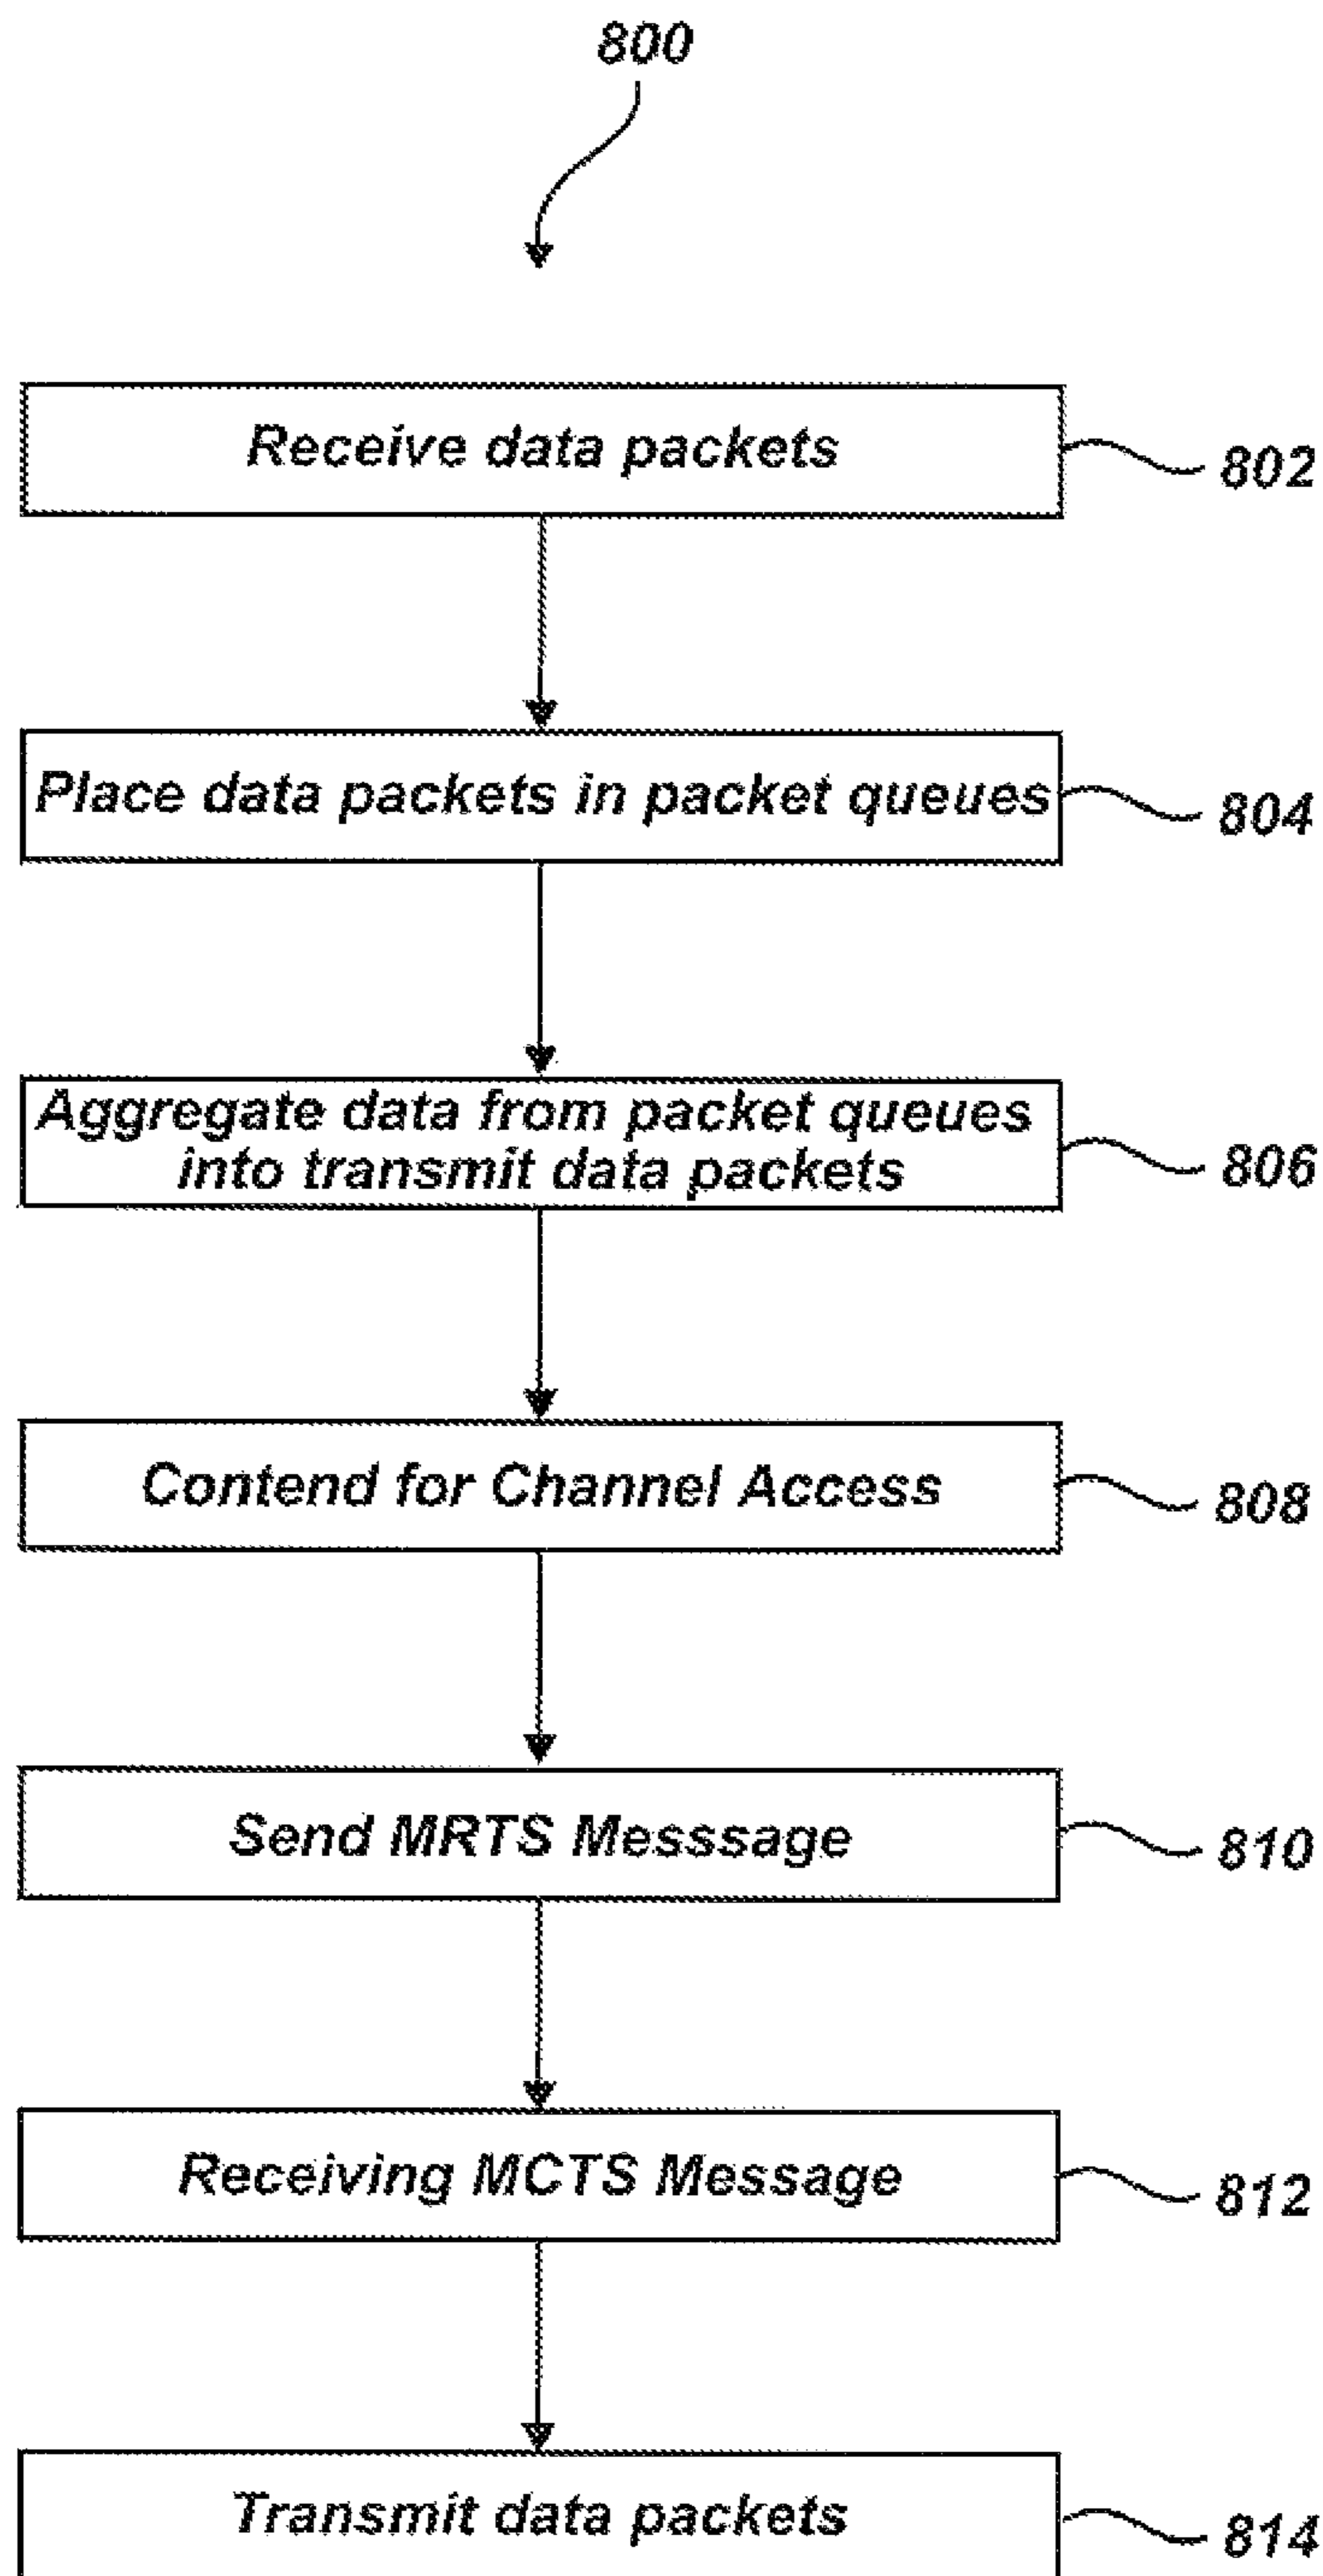 800
Receive data packets
802
Place data packets in packet queues
804
Aggregate data from packet queues
into transmit data packets
806
Contend for Channel Access
808
Send MRTS Messsage
810
Receiving MCTS Message
812
Transmit data packets
814